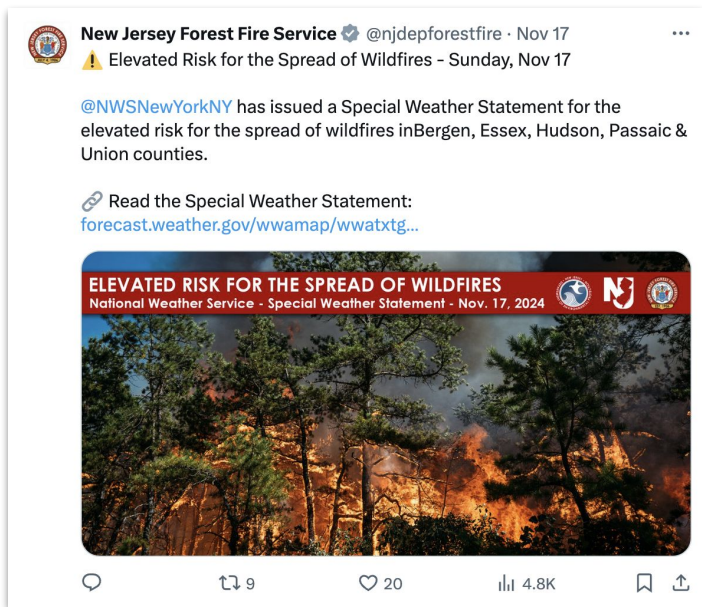 New Jersey Forest Fire Service @njdepforestfire · Nov 17
⚠️ Elevated Risk for the Spread of Wildfires - Sunday, Nov 17
@NWSNewYorkNY has issued a Special Weather Statement for the
elevated risk for the spread of wildfires inBergen, Essex, Hudson, Passaic &
Union counties.
🔗 Read the Special Weather Statement:
forecast.weather.gov/wwamap/wwatxtg...
ELEVATED RISK FOR THE SPREAD OF WILDFIRES
National Weather Service - Special Weather Statement - Nov. 17, 2024
NJ
9 20 4.8K